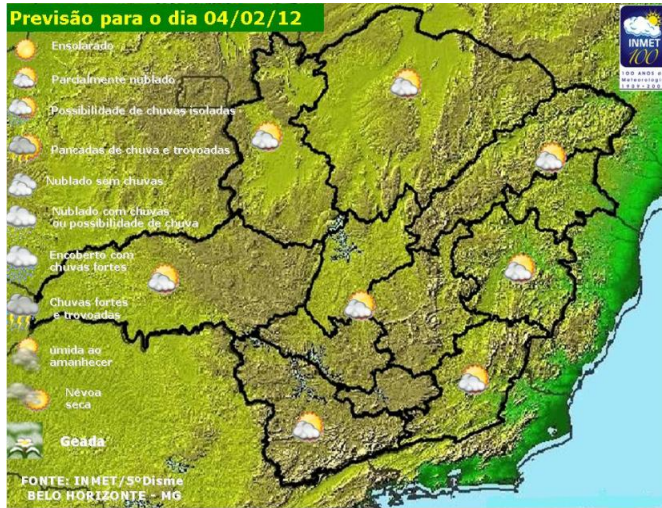 Previsão para o dia 04/02/12
INMET
100
100 ANOS de
Meteorologia
Ensolarado
Parcialmente nublado
Possibilidade de chuvas isoladas
Pancadas de chuva e trovoadas
Nublado sem chuvas
Nublado com chuvas
ou possibilidade de chuva
Encoberto com
chuvas fortes
Chuvas fortes
e trovoadas
úmida ao
amanhecer
Névoa
seca
Geada
FONTE: INMET/5ºDisme
BELO HORIZONTE - MG